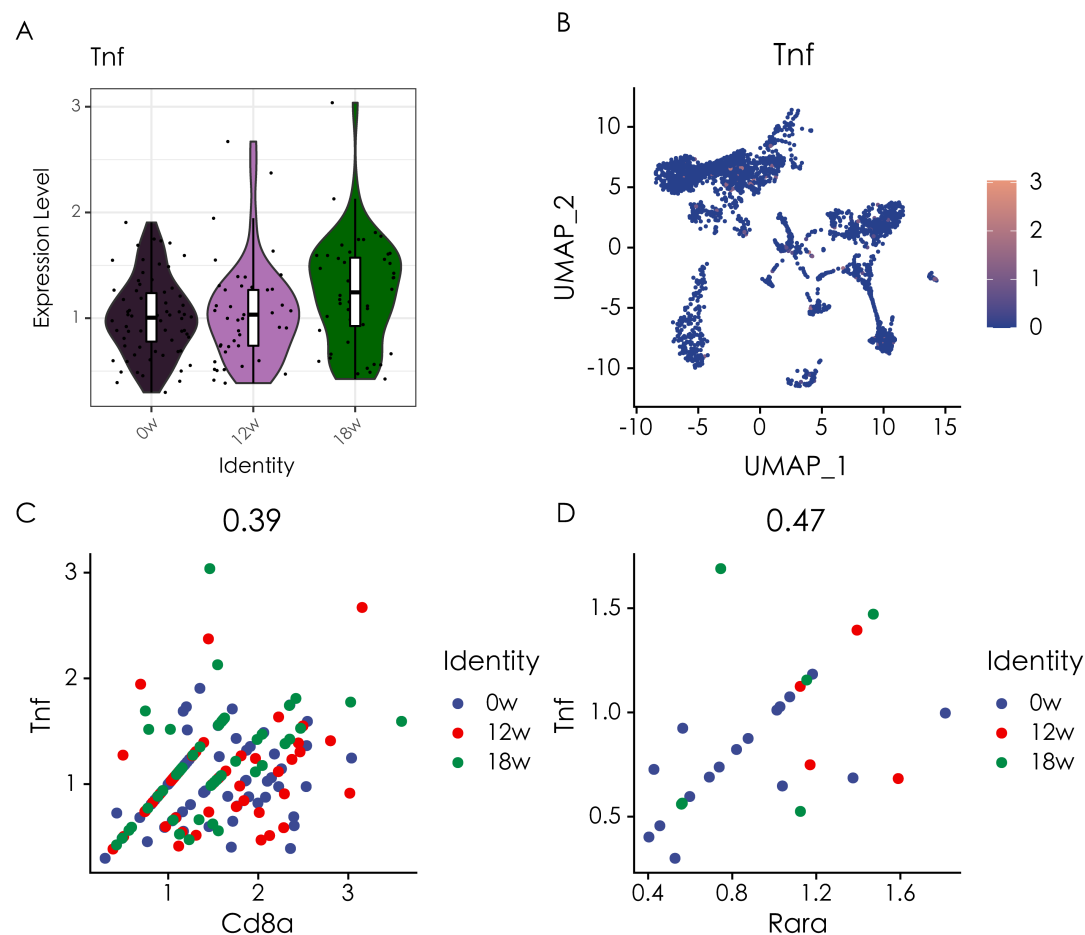 A
Tnf
Expression Level
3
2
1
0w
12w
18w
Identity
B
Tnf
UMAP_2
10
5
0
-5
-10
-10
-5
0
5
10
15
UMAP_1
3
2
1
0
C
0.39
Tnf
3
2
1
1
2
3
Cd8a
Identity
0w
12w
18w
D
0.47
Tnf
1.5
1.0
0.5
0.4
0.8
1.2
1.6
Rara
Identity
0w
12w
18w